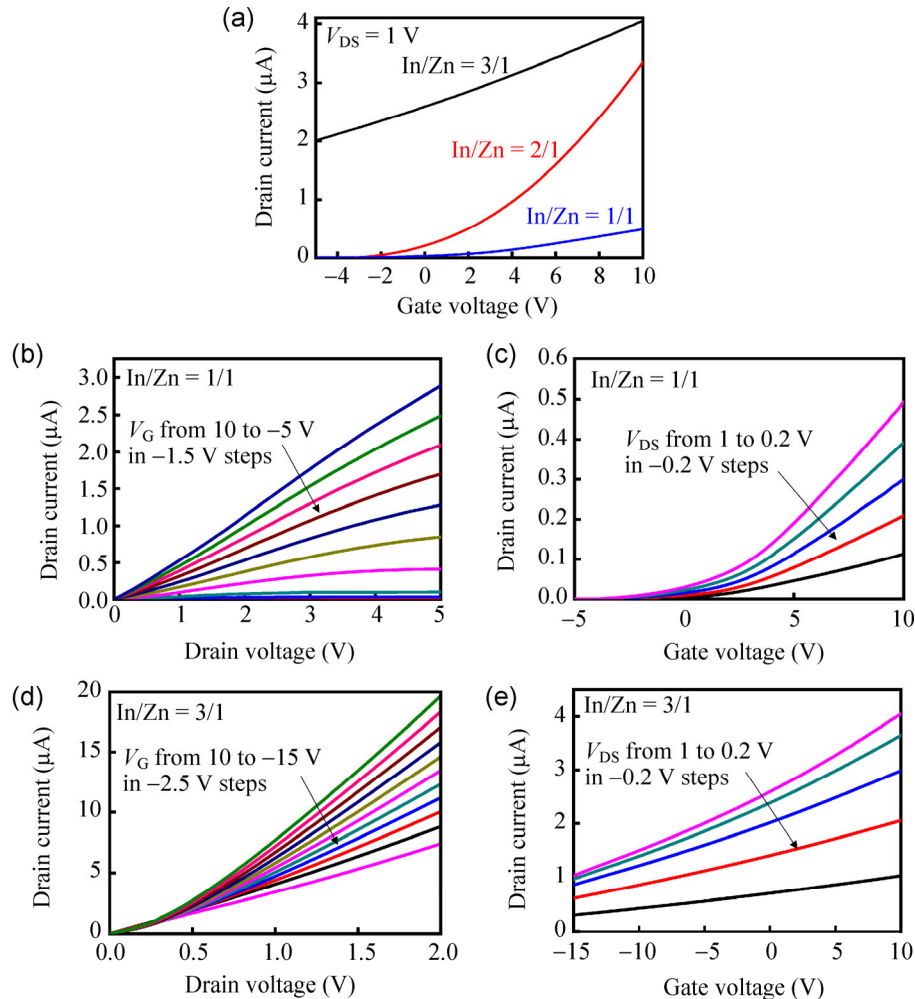 (a)
V_DS = 1 V
In/Zn = 3/1
In/Zn = 2/1
In/Zn = 1/1
Drain current (μA)
4
3
2
1
0
−4 −2 0 2 4 6 8 10
Gate voltage (V)
(b)
In/Zn = 1/1
V_G from 10 to −5 V
in −1.5 V steps
Drain current (μA)
3.0
2.5
2.0
1.5
1.0
0.5
0.0
0 1 2 3 4 5
Drain voltage (V)
(c)
In/Zn = 1/1
V_DS from 1 to 0.2 V
in −0.2 V steps
Drain current (μA)
0.6
0.5
0.4
0.3
0.2
0.1
0.0
−5 0 5 10
Gate voltage (V)
(d)
In/Zn = 3/1
V_G from 10 to −15 V
in −2.5 V steps
Drain current (μA)
20
15
10
5
0
0.0 0.5 1.0 1.5 2.0
Drain voltage (V)
(e)
In/Zn = 3/1
V_DS from 1 to 0.2 V
in −0.2 V steps
Drain current (μA)
4
3
2
1
0
−15 −10 −5 0 5 10
Gate voltage (V)